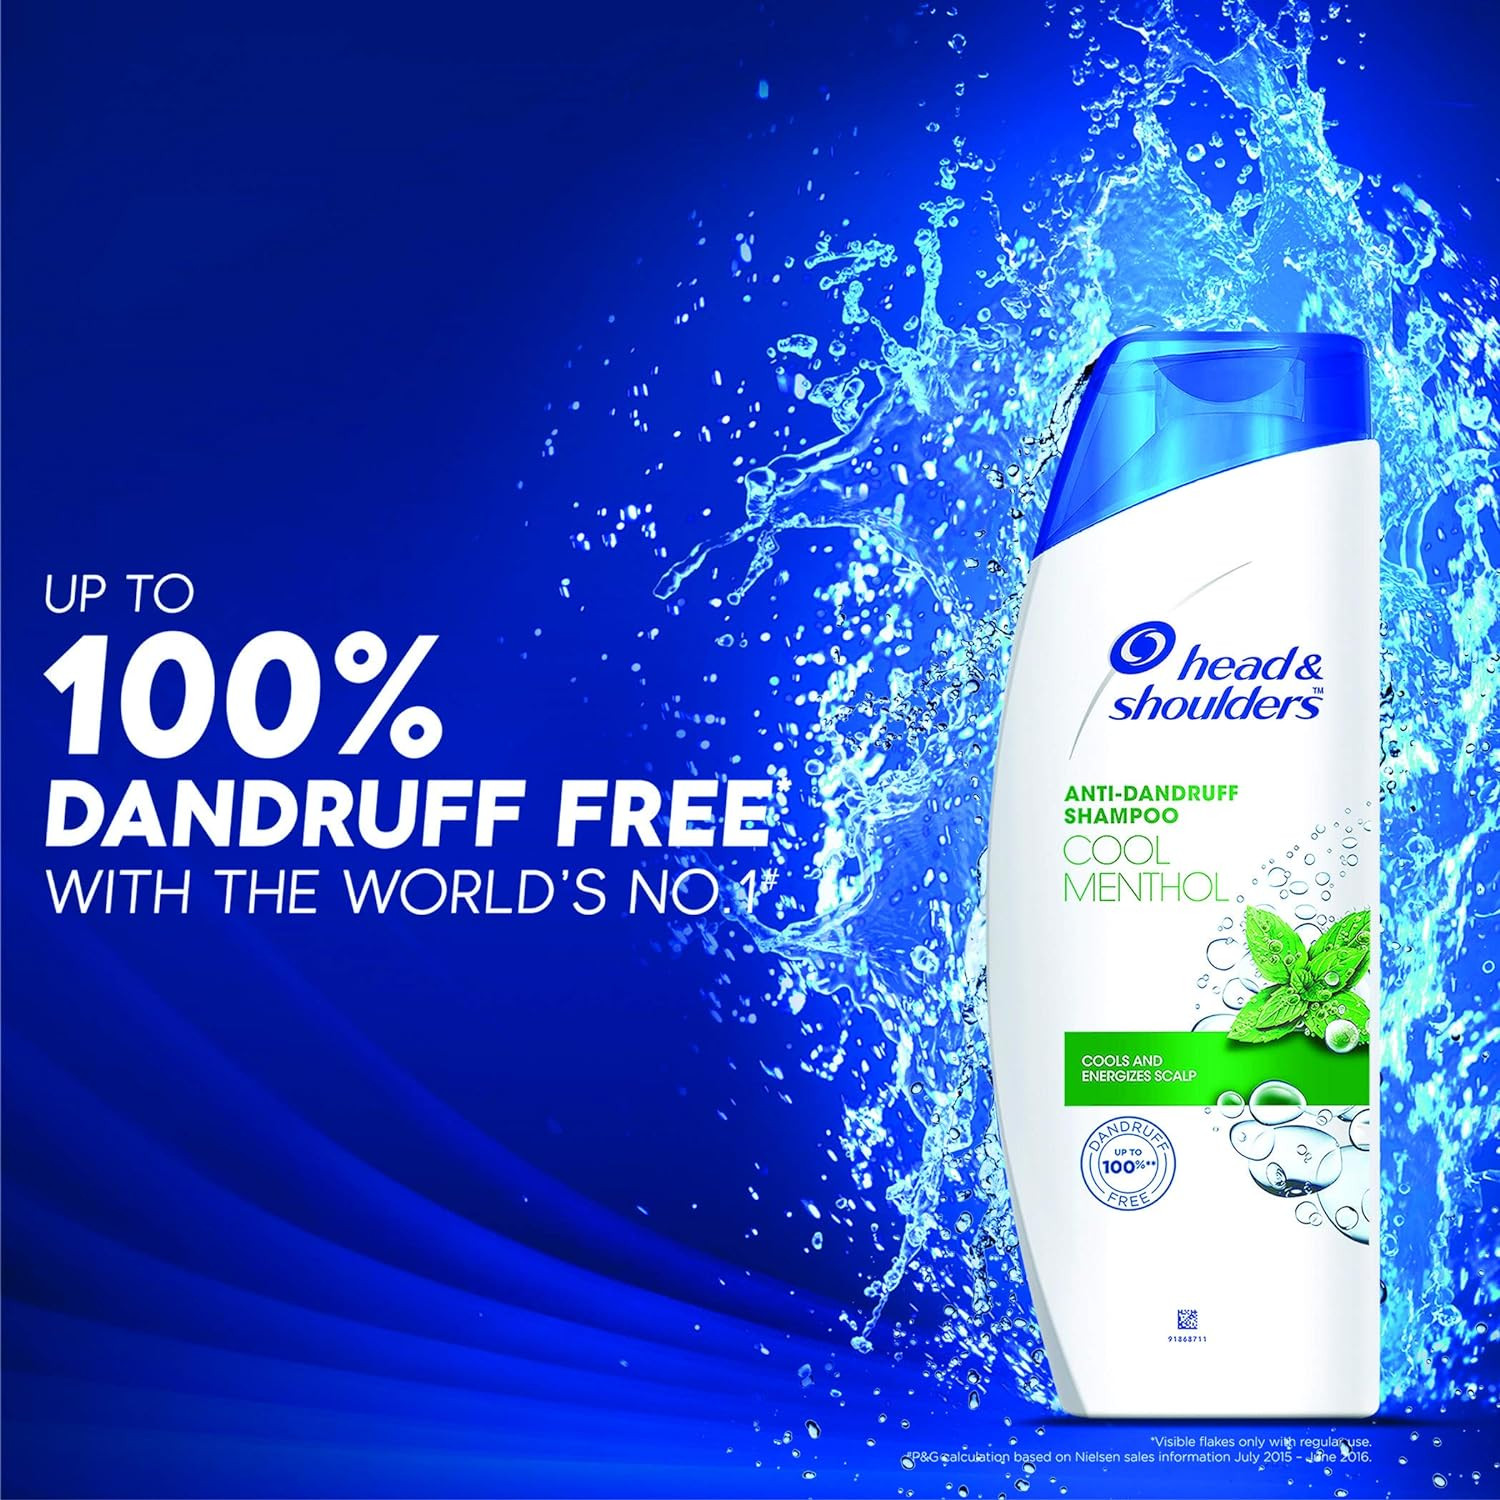 UP TO
100%
DANDRUFF FREE*
WITH THE WORLD'S NO.1#
head &
shoulders™
ANTI-DANDRUFF
SHAMPOO
COOL
MENTHOL
COOLS AND
ENERGIZES SCALP
DANDRUFF
UP TO
100%**
FREE
91868711
*Visible flakes only with regular use.
#P&G calculation based on Nielsen sales information July 2015 – June 2016.